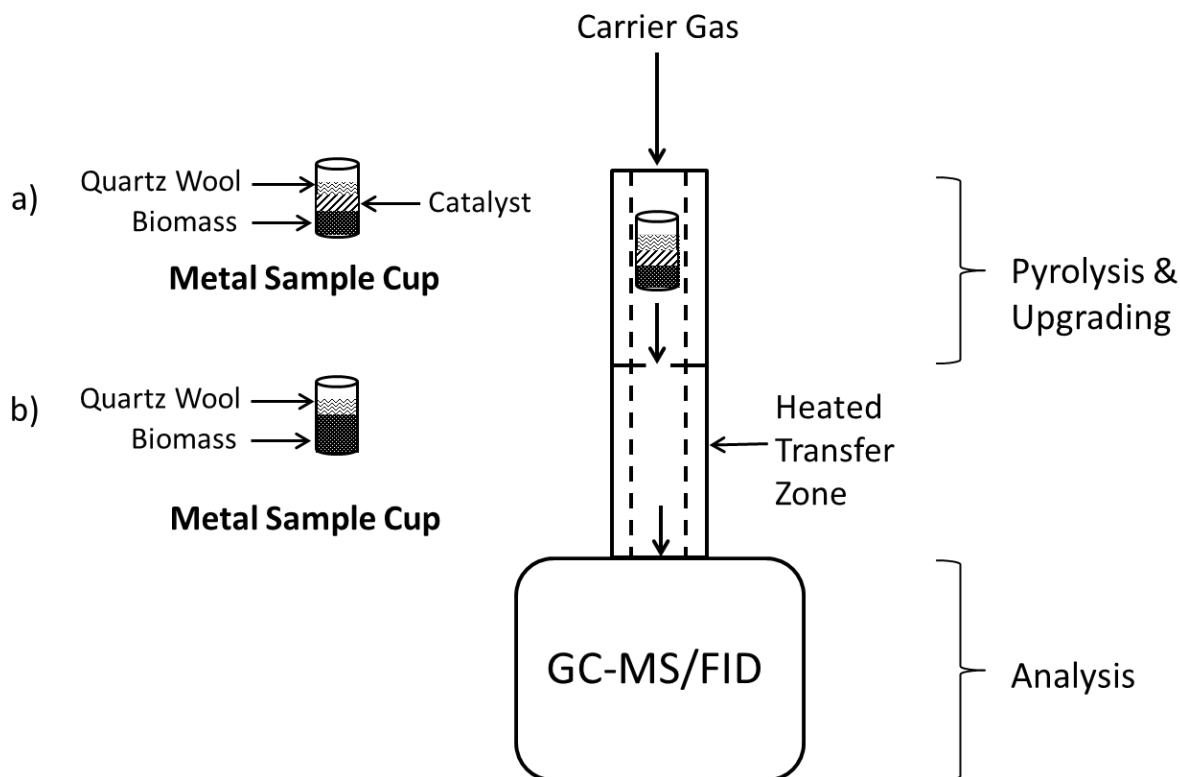 Carrier Gas
a)
Quartz Wool
Catalyst
Biomass
Metal Sample Cup
Pyrolysis &
Upgrading
b)
Quartz Wool
Biomass
Heated
Transfer
Zone
Metal Sample Cup
GC-MS/FID
Analysis